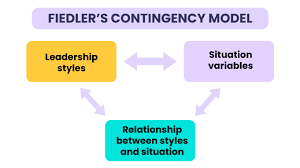 FIEDLER'S CONTINGENCY MODEL
Leadership
styles
Situation
variables
Relationship
between styles
and situation